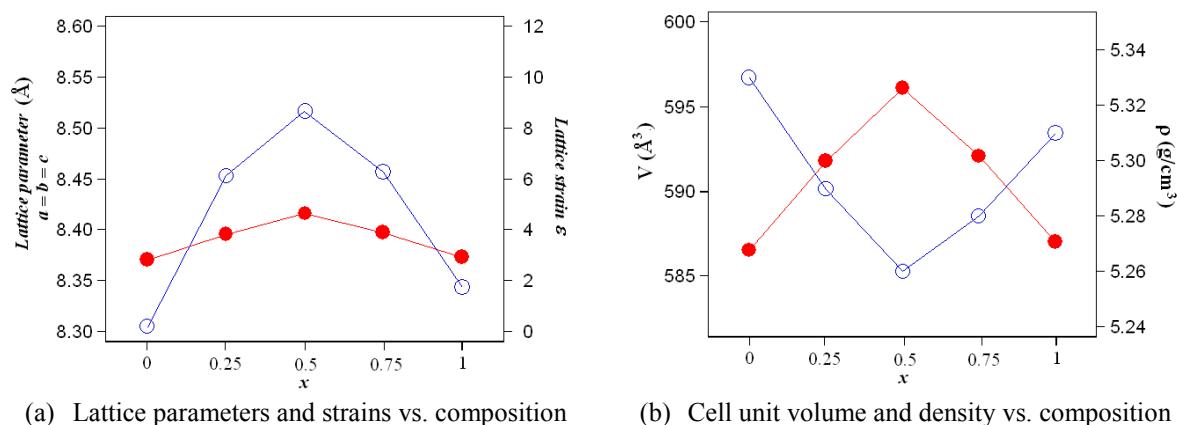 8.60
8.55
8.50
8.45
8.40
8.35
8.30
Lattice parameter (Å)
a = b = c
12
10
8
6
4
2
0
Lattice strain ε
0 0.25 0.5 0.75 1
x
(a) Lattice parameters and strains vs. composition
600
595
590
585
V (Å³)
5.34
5.32
5.30
5.28
5.26
5.24
ρ (g/cm³)
0 0.25 0.5 0.75 1
x
(b) Cell unit volume and density vs. composition